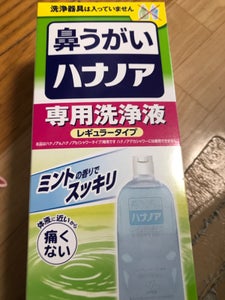 洗浄器具は入っていません
鼻うがい
ハナノア
専用洗浄液
レギュラータイプ
ミントの香りで
スッキリ
体液に近いから
痛く
ない
ハナノア